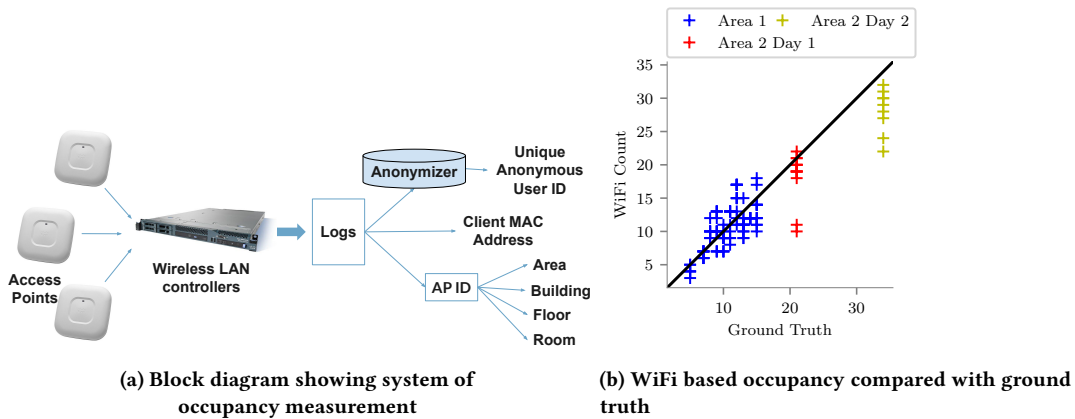 Access
Points
Wireless LAN
controllers
Logs
Anonymizer
Unique
Anonymous
User ID
Client MAC
Address
AP ID
Area
Building
Floor
Room
(a) Block diagram showing system of
occupancy measurement
Area 1
Area 2 Day 2
Area 2 Day 1
35
30
25
20
15
10
5
WiFi Count
10
20
30
Ground Truth
(b) WiFi based occupancy compared with ground
truth